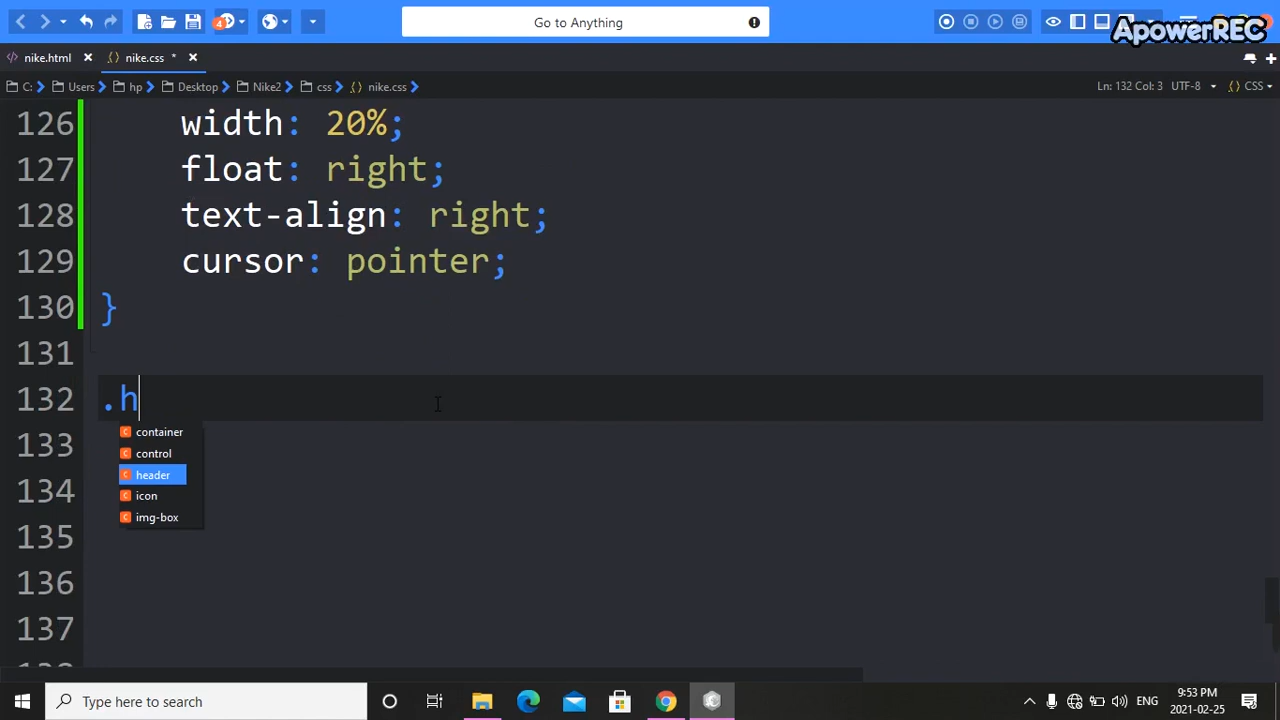 4
Go to Anything
ApowerREC
nike.html
nike.css *
C: Users hp Desktop Nike2 css nike.css
Ln: 132 Col: 3 UTF-8 CSS
126 width: 20%;
127 float: right;
128 text-align: right;
129 cursor: pointer;
130 }
131
132 .h
container
133
control
header
134
icon
img-box
135
136
137
Type here to search
ENG
9:53 PM
2021-02-25